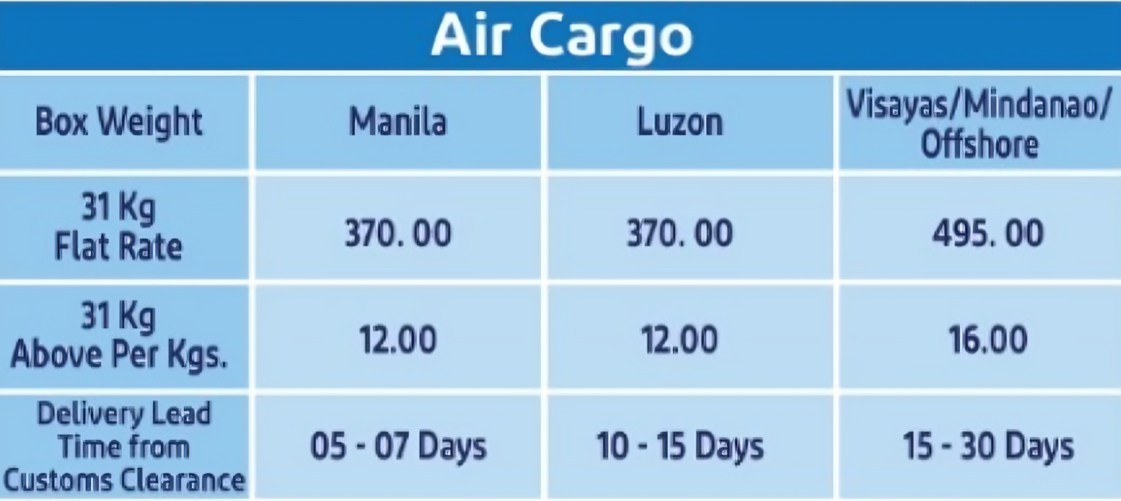 Air Cargo
Box Weight
Manila
Luzon
Visayas/Mindanao/
Offshore
31 Kg
Flat Rate
370. 00
370. 00
495. 00
31 Kg
Above Per Kgs.
12.00
12.00
16.00
Delivery Lead
Time from
Customs Clearance
05 - 07 Days
10 - 15 Days
15 - 30 Days